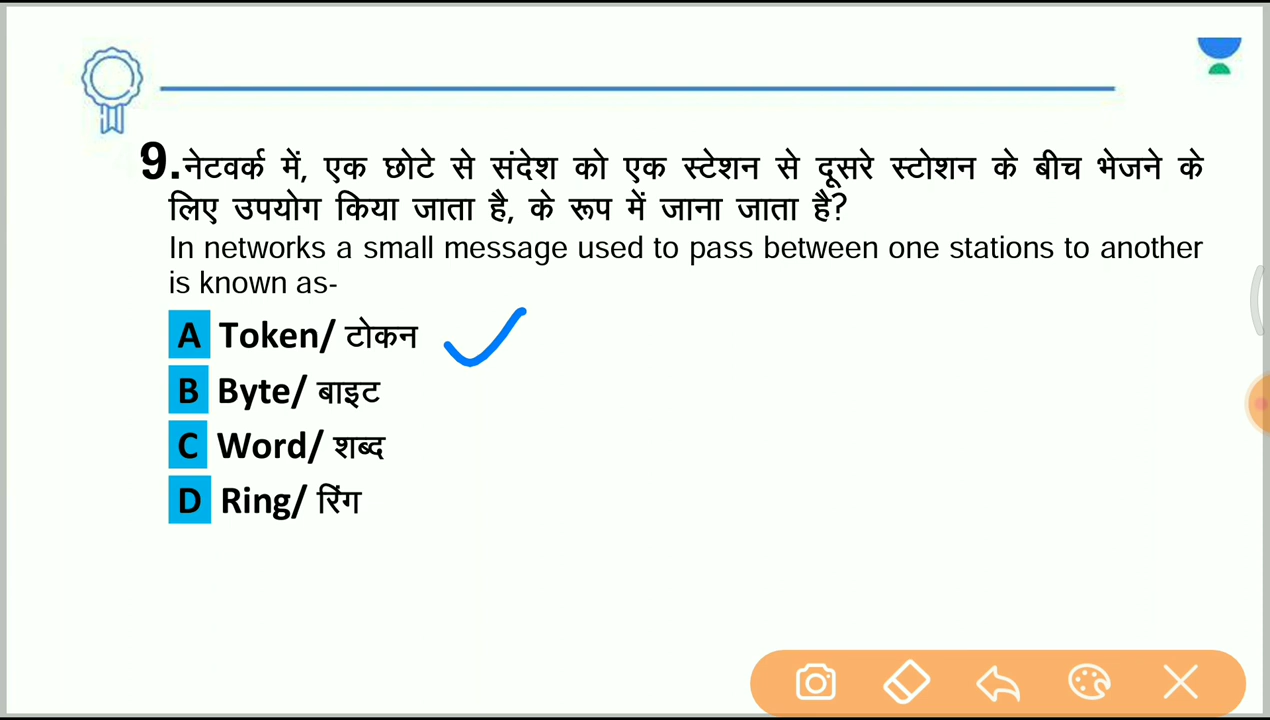 9.नेटवर्क में, एक छोटे से संदेश को एक स्टेशन से दूसरे स्टोशन के बीच भेजने के
लिए उपयोग किया जाता है, के रूप में जाना जाता है?
In networks a small message used to pass between one stations to another
is known as-
A Token/ टोकन
B Byte/ बाइट
C Word/ शब्द
D Ring/ रिंग